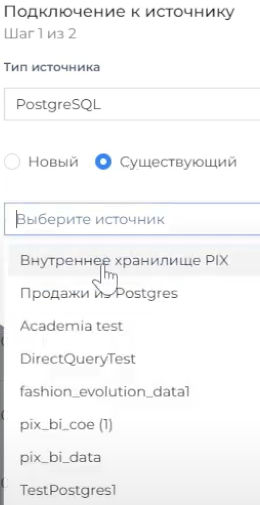 Подключение к источнику
Шаг 1 из 2
Тип источника
PostgreSQL
Новый
Существующий
Выберите источник
Внутреннее хранилище PIX
Продажи из Postgres
Academia test
DirectQueryTest
fashion_evolution_data1
pix_bi_coe (1)
pix_bi_data
TestPostgres1